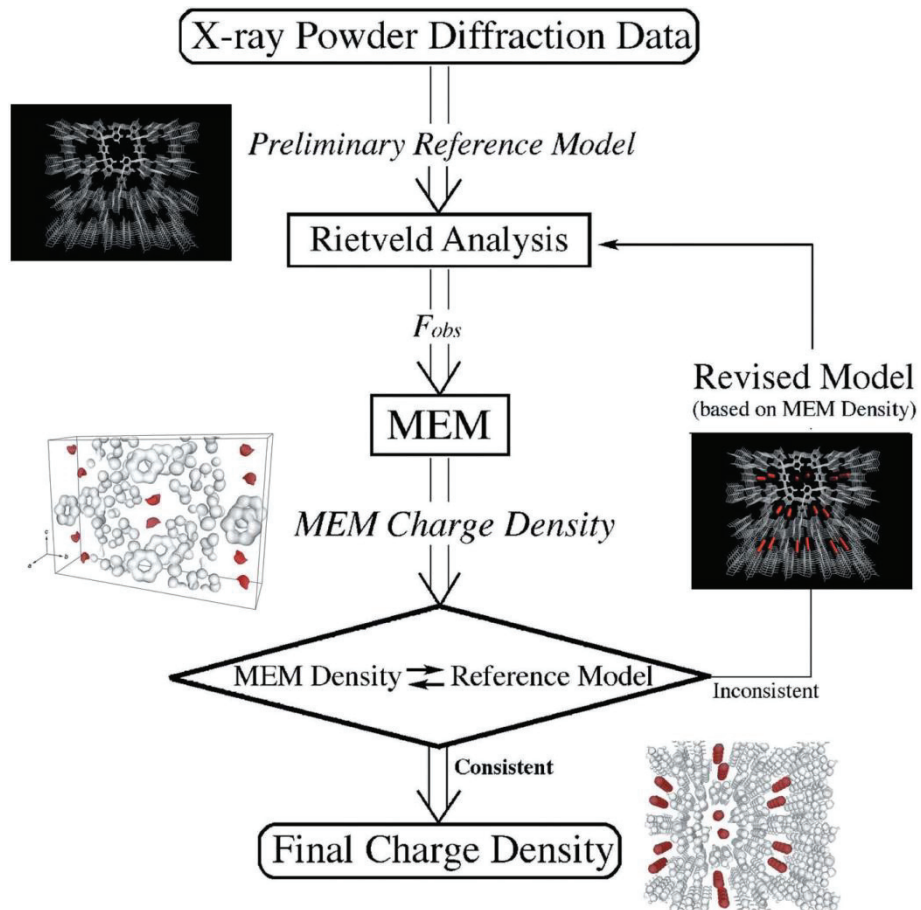 X-ray Powder Diffraction Data
Preliminary Reference Model
Rietveld Analysis
Fobs
Revised Model
(based on MEM Density)
MEM
MEM Charge Density
MEM Density Reference Model
Inconsistent
Consistent
Final Charge Density